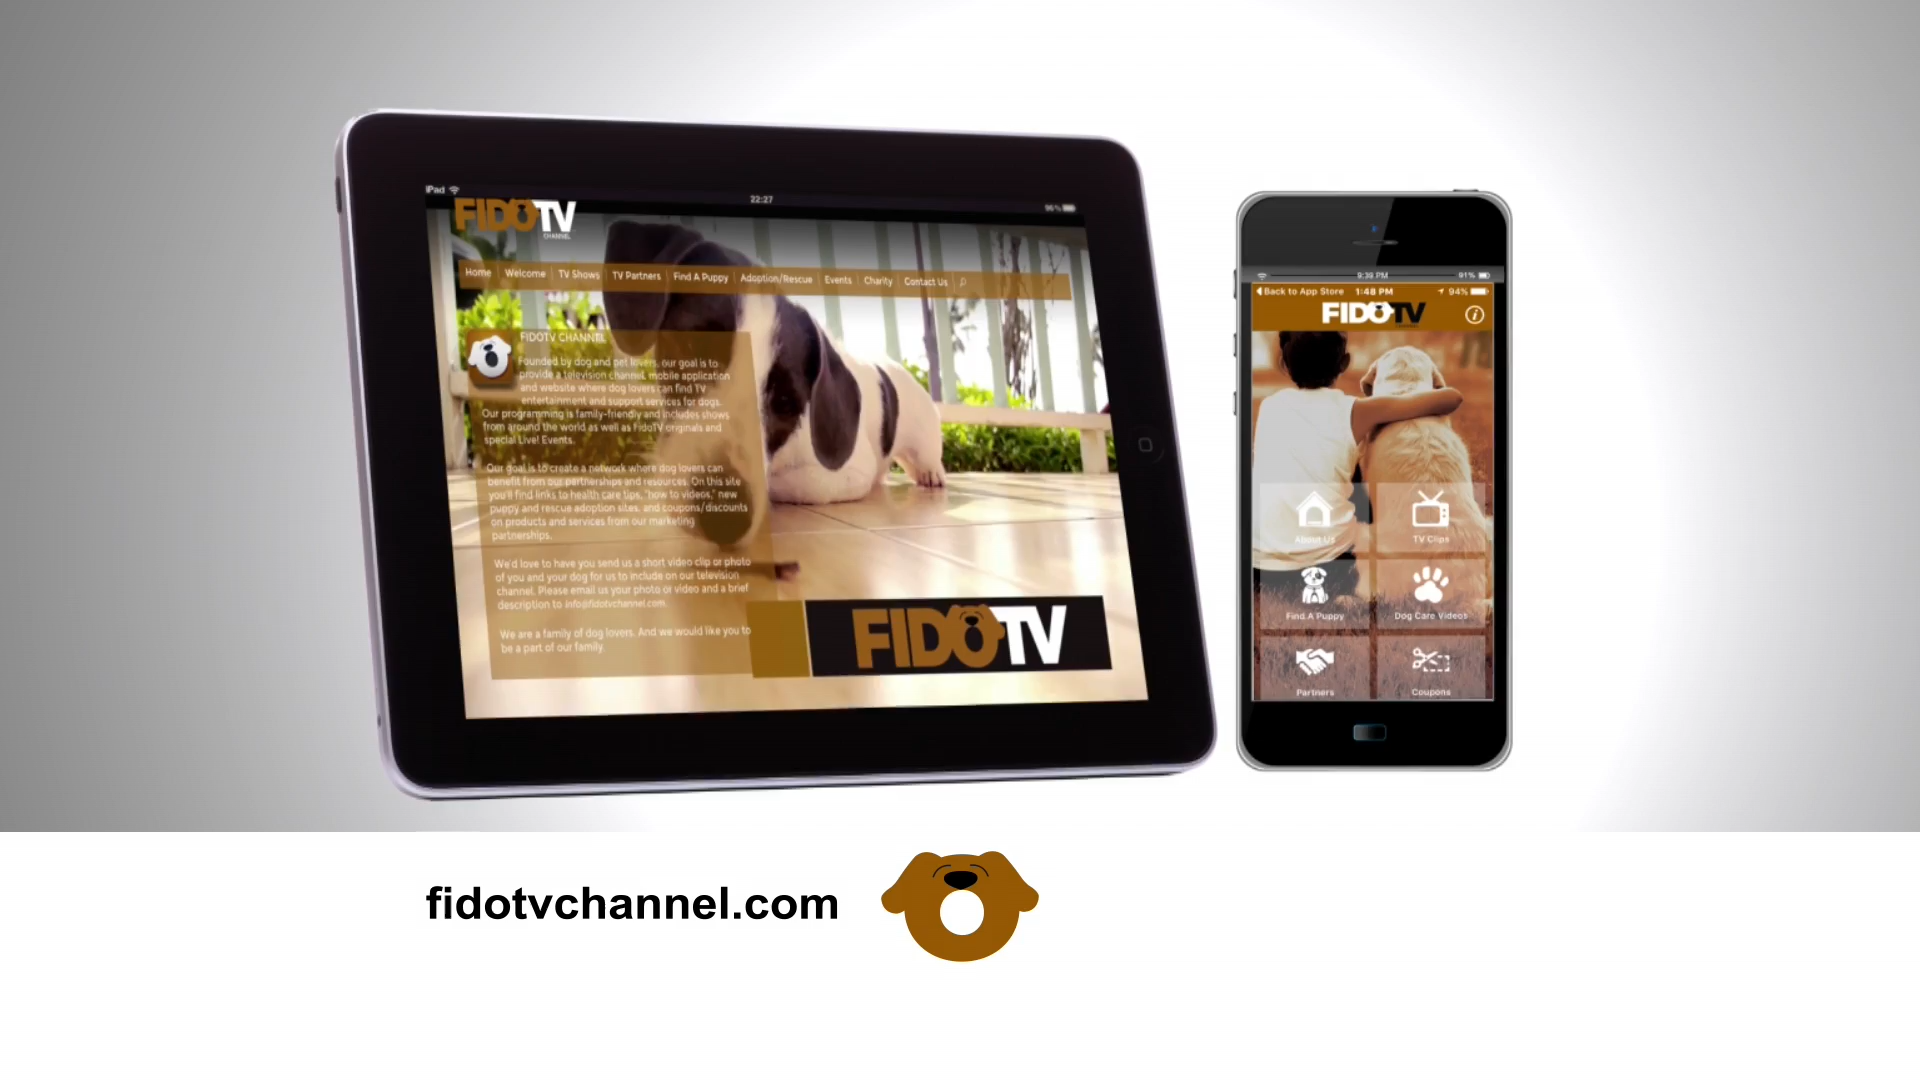 iPad
22:27
96%
FIDOTV
CHANNEL
Home Welcome TV Shows TV Partners Find A Puppy Adoption/Rescue Events Charity Contact Us
FIDOTV CHANNEL
Founded by dog and pet lovers, our goal is to
provide a television channel, mobile application
and website where dog lovers can find TV
entertainment and support services for dogs.
Our programming is family-friendly and includes shows
from around the world as well as FidoTV originals and
special Live! Events.
Our goal is to create a network where dog lovers can
benefit from our partnerships and resources. On this site
you'll find links to health care tips, "how to videos," new
puppy and rescue adoption sites, and coupons/discounts
on products and services from our marketing
partnerships.
We'd love to have you send us a short video clip or photo
of you and your dog for us to include on our television
channel. Please email us your photo or video and a brief
description to info@fidotvchannel.com.
We are a family of dog lovers. And we would like you to
be a part of our family.
FIDOTV
9:39 PM 91%
Back to App Store 1:48 PM 94%
FIDOTV
i
About Us TV Clips
Find A Puppy Dog Care Videos
Partners Coupons
fidotvchannel.com